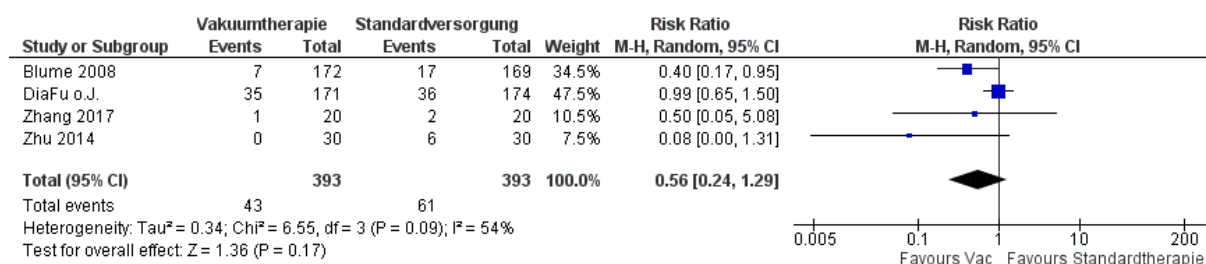 Vakuumtherapie Standardversorgung Risk Ratio Risk Ratio
Study or Subgroup Events Total Events Total Weight M-H, Random, 95% CI M-H, Random, 95% CI
Blume 2008 7 172 17 169 34.5% 0.40 [0.17, 0.95]
DiaFu o.J. 35 171 36 174 47.5% 0.99 [0.65, 1.50]
Zhang 2017 1 20 2 20 10.5% 0.50 [0.05, 5.08]
Zhu 2014 0 30 6 30 7.5% 0.08 [0.00, 1.31]
Total (95% CI) 393 393 100.0% 0.56 [0.24, 1.29]
Total events 43 61
Heterogeneity: Tau² = 0.34; Chi² = 6.55, df = 3 (P = 0.09); I² = 54%
Test for overall effect: Z = 1.36 (P = 0.17)
0.005 0.1 1 10 200
Favours Vac Favours Standardtherapie